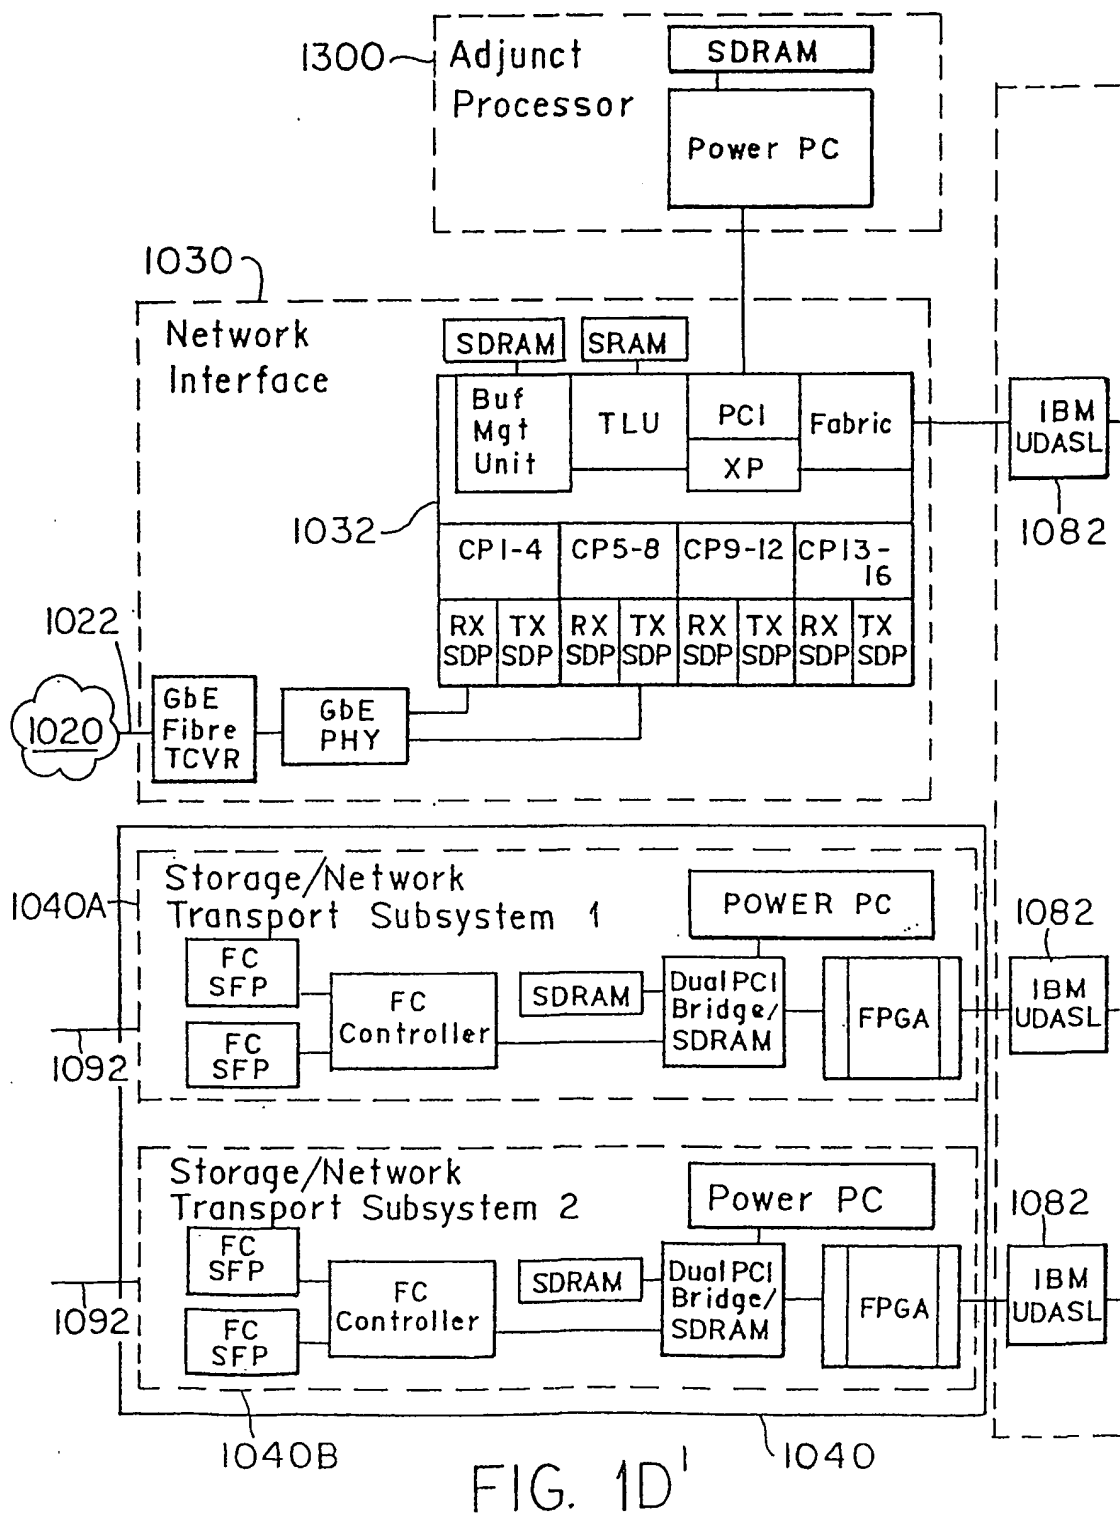 1300
Adjunct
Processor
SDRAM
Power PC
1030
Network
Interface
SDRAM
SRAM
Buf
Mgt
Unit
TLU
PCI
XP
Fabric
IBM
UDASL
1082
1032
CP1-4
CP5-8
CP9-12
CP13-
16
RX
SDP
TX
SDP
RX
SDP
TX
SDP
RX
SDP
TX
SDP
RX
SDP
TX
SDP
1022
1020
GbE
Fibre
TCVR
GbE
PHY
1040A
Storage/Network
Transport Subsystem 1
POWER PC
FC
SFP
FC
SFP
FC
Controller
SDRAM
Dual PCI
Bridge/
SDRAM
FPGA
1082
IBM
UDASL
1092
Storage/Network
Transport Subsystem 2
Power PC
FC
SFP
FC
SFP
FC
Controller
SDRAM
Dual PCI
Bridge/
SDRAM
FPGA
1082
IBM
UDASL
1092
1040B
1040
FIG. 1D'